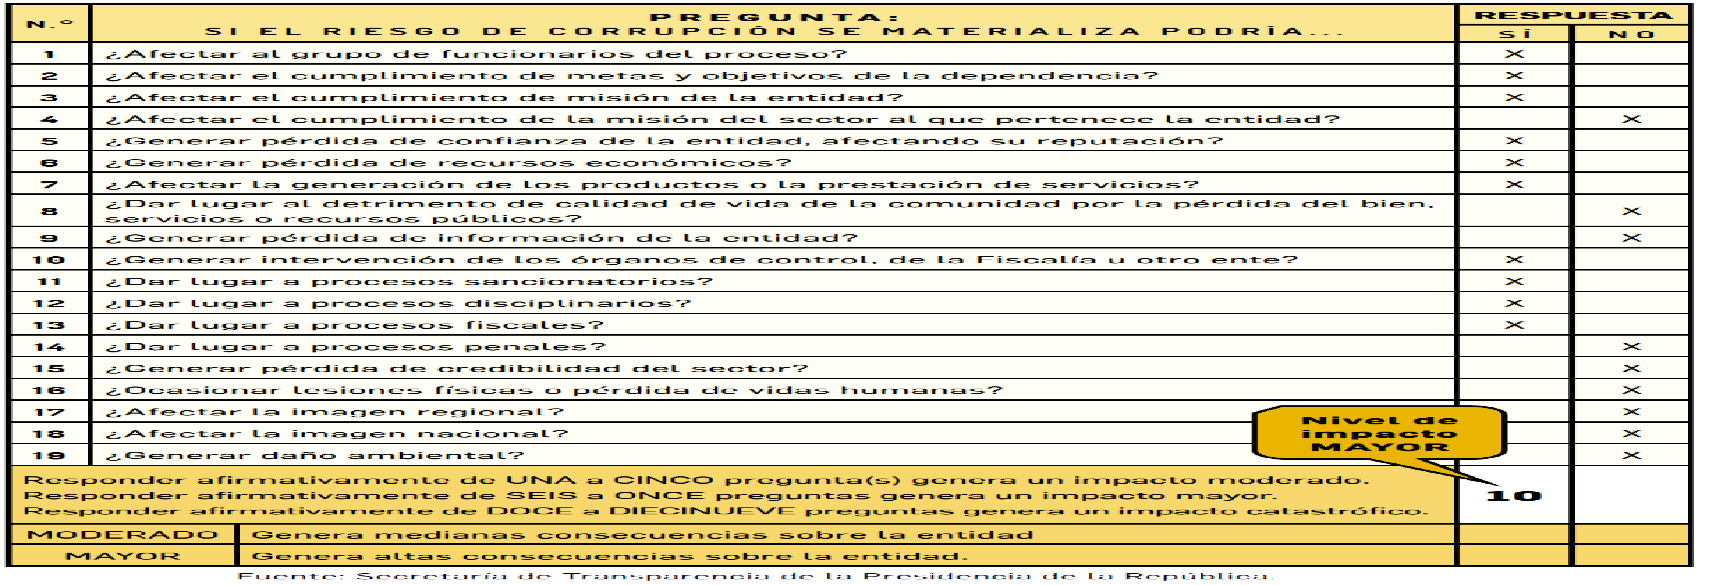 N.° PREGUNTA: RESPUESTA
SI EL RIESGO DE CORRUPCIÓN SE MATERIALIZA PODRÍA... SÍ NO
1 ¿Afectar al grupo de funcionarios del proceso? X
2 ¿Afectar el cumplimiento de metas y objetivos de la dependencia? X
3 ¿Afectar el cumplimiento de misión de la entidad? X
4 ¿Afectar el cumplimiento de la misión del sector al que pertenece la entidad? X
5 ¿Generar pérdida de confianza de la entidad, afectando su reputación? X
6 ¿Generar pérdida de recursos económicos? X
7 ¿Afectar la generación de los productos o la prestación de servicios? X
8 ¿Dar lugar al detrimento de calidad de vida de la comunidad por la pérdida del bien,
servicios o recursos públicos? X
9 ¿Generar pérdida de información de la entidad? X
10 ¿Generar intervención de los órganos de control, de la Fiscalía u otro ente? X
11 ¿Dar lugar a procesos sancionatorios? X
12 ¿Dar lugar a procesos disciplinarios? X
13 ¿Dar lugar a procesos fiscales? X
14 ¿Dar lugar a procesos penales? X
15 ¿Generar pérdida de credibilidad del sector? X
16 ¿Ocasionar lesiones físicas o pérdida de vidas humanas? X
17 ¿Afectar la imagen regional? X
18 ¿Afectar la imagen nacional? X
19 ¿Generar daño ambiental? X
Nivel de
impacto
MAYOR
Responder afirmativamente de UNA a CINCO pregunta(s) genera un impacto moderado.
Responder afirmativamente de SEIS a ONCE preguntas genera un impacto mayor.
Responder afirmativamente de DOCE a DIECINUEVE preguntas genera un impacto catastrófico.
10
MODERADO Genera medianas consecuencias sobre la entidad
MAYOR Genera altas consecuencias sobre la entidad.
Fuente: Secretaría de Transparencia de la Presidencia de la República.